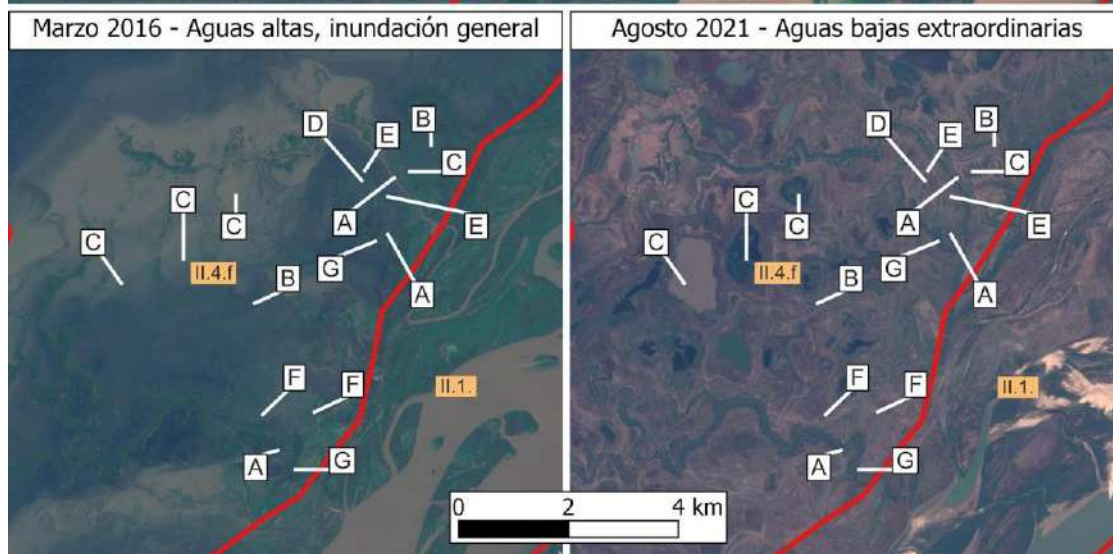 Marzo 2016 - Aguas altas, inundación general
Agosto 2021 - Aguas bajas extraordinarias
D
E
B
C
C
C
A
E
C
G
II.4.f
B
A
F
F
II.1.
A
G
D
E
B
C
C
C
A
E
C
G
II.4.f
B
A
F
F
II.1.
A
G
0 2 4 km